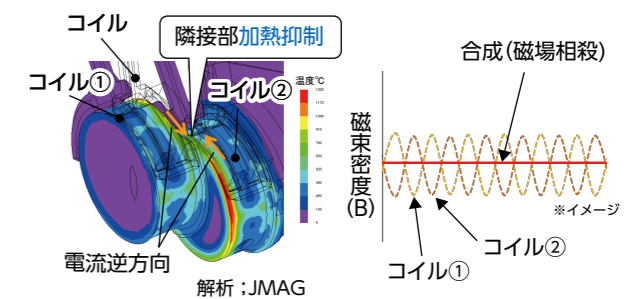 コイル
隣接部加熱抑制
コイル①
コイル②
温度℃
電流逆方向
解析 ; JMAG
合成(磁場相殺)
磁束密度(B)
※イメージ
コイル①
コイル②